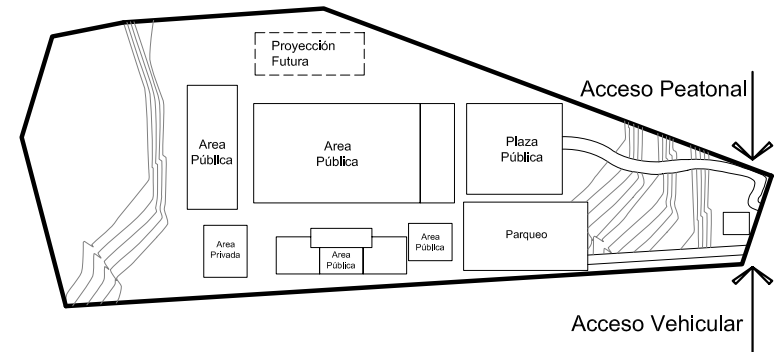 Proyección
Futura
Acceso Peatonal
Area
Pública
Area
Pública
Plaza
Pública
Area
Privada
Area
Pública
Area
Pública
Parqueo
Acceso Vehicular